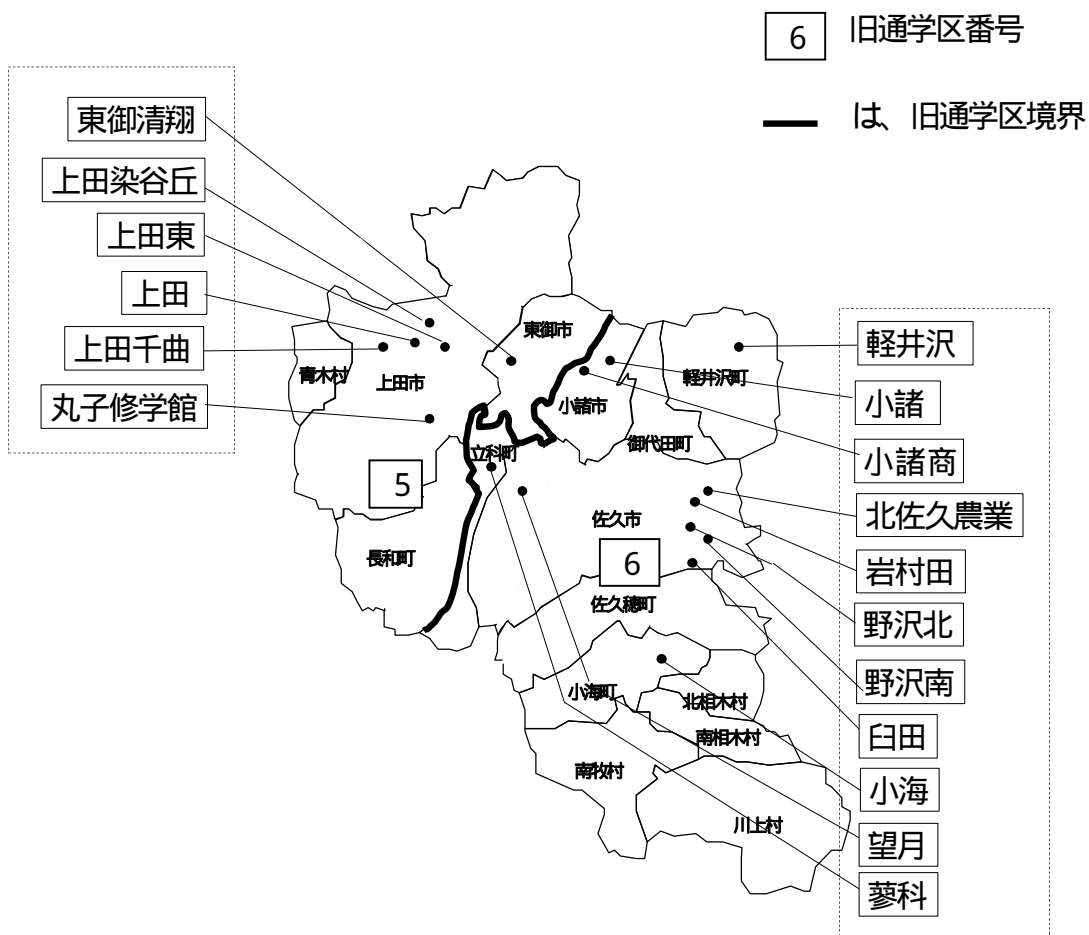 6 旧通学区番号
は、旧通学区境界
東御清翔
上田染谷丘
上田東
上田
上田千曲
丸子修学館
東御市
青木村
上田市
小諸市
軽井沢町
御代田町
立科町
5
佐久市
長和町
6
佐久穂町
小海町
北相木村
南相木村
南牧村
川上村
軽井沢
小諸
小諸商
北佐久農業
岩村田
野沢北
野沢南
臼田
小海
望月
蓼科